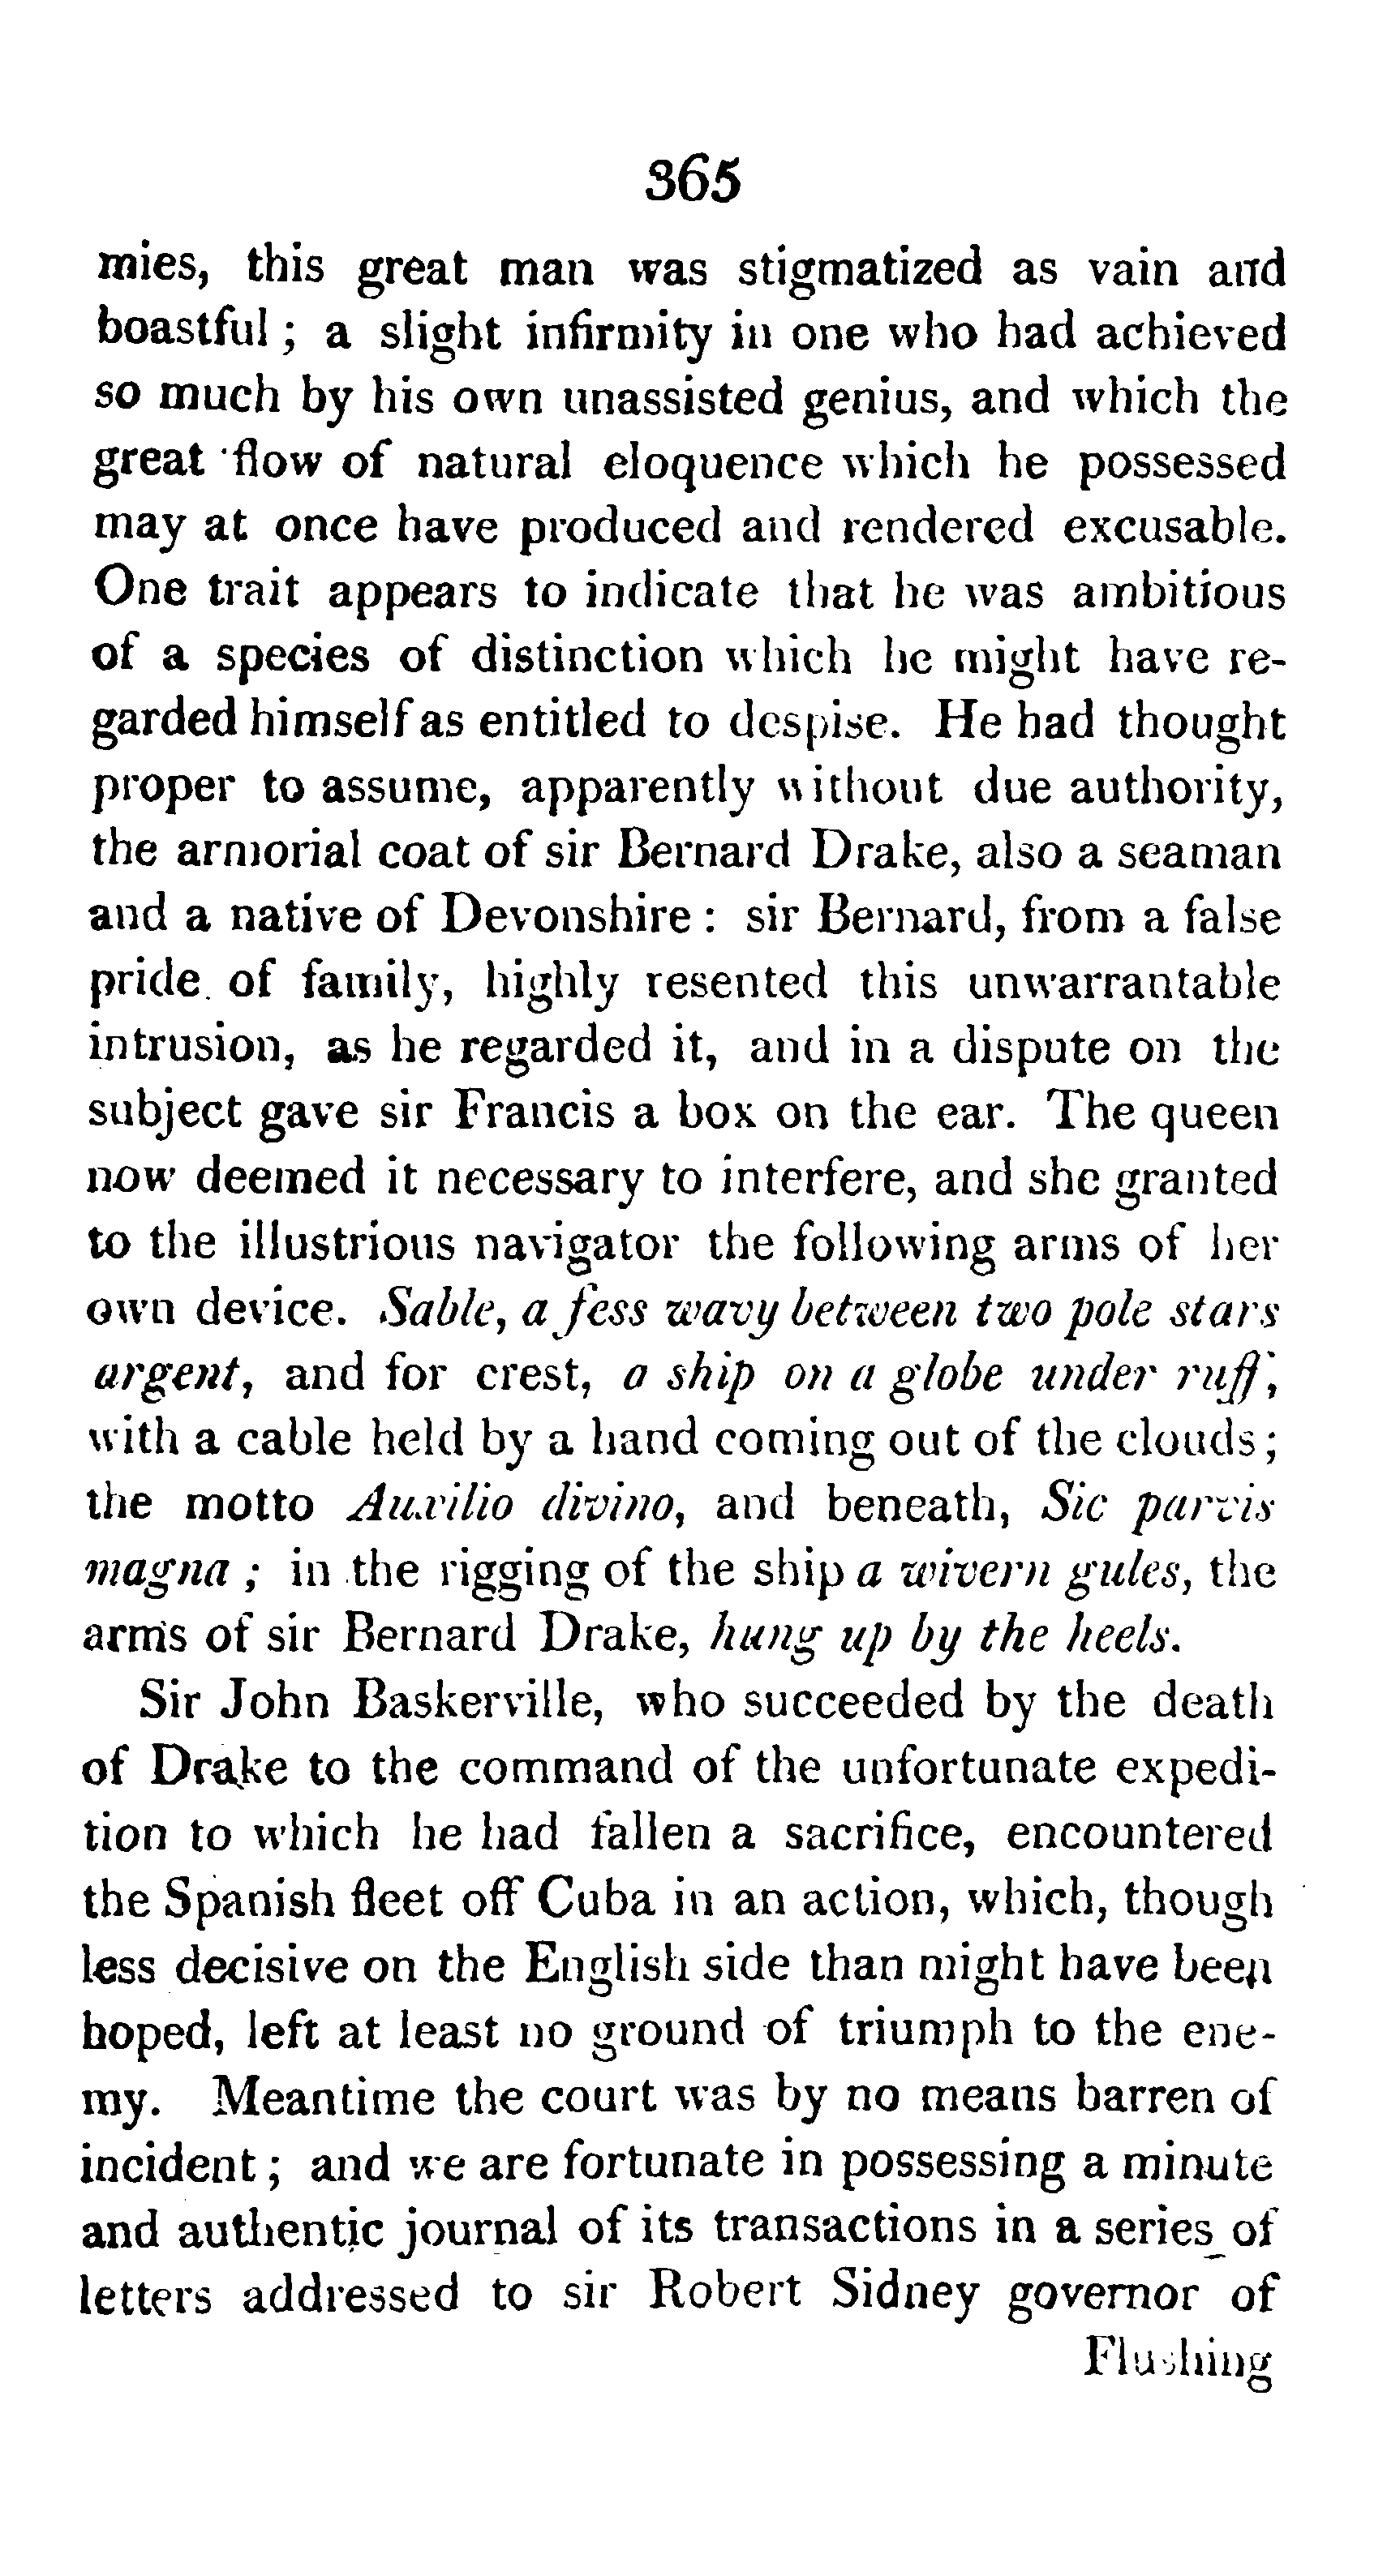 365
mies, this great man was stigmatized as vain and
boastful; a slight infirmity in one who had achieved
so much by his own unassisted genius, and which the
great flow of natural eloquence which he possessed
may at once have produced and rendered excusable.
One trait appears to indicate that he was ambitious
of a species of distinction which he might have re-
garded himself as entitled to despise. He had thought
proper to assume, apparently without due authority,
the armorial coat of sir Bernard Drake, also a seaman
and a native of Devonshire: sir Bernard, from a false
pride of family, highly resented this unwarrantable
intrusion, as he regarded it, and in a dispute on the
subject gave sir Francis a box on the ear. The queen
now deemed it necessary to interfere, and she granted
to the illustrious navigator the following arms of her
own device. Sable, a fess wavy between two pole stars
argent, and for crest, a ship on a globe under ruff,
with a cable held by a hand coming out of the clouds;
the motto Auxilio divino, and beneath, Sic parvis
magna; in the rigging of the ship a wivern gules, the
arms of sir Bernard Drake, hung up by the heels.
Sir John Baskerville, who succeeded by the death
of Drake to the command of the unfortunate expedi-
tion to which he had fallen a sacrifice, encountered
the Spanish fleet off Cuba in an action, which, though
less decisive on the English side than might have been
hoped, left at least no ground of triumph to the ene-
my. Meantime the court was by no means barren of
incident; and we are fortunate in possessing a minute
and authentic journal of its transactions in a series of
letters addressed to sir Robert Sidney governor of
Flushing